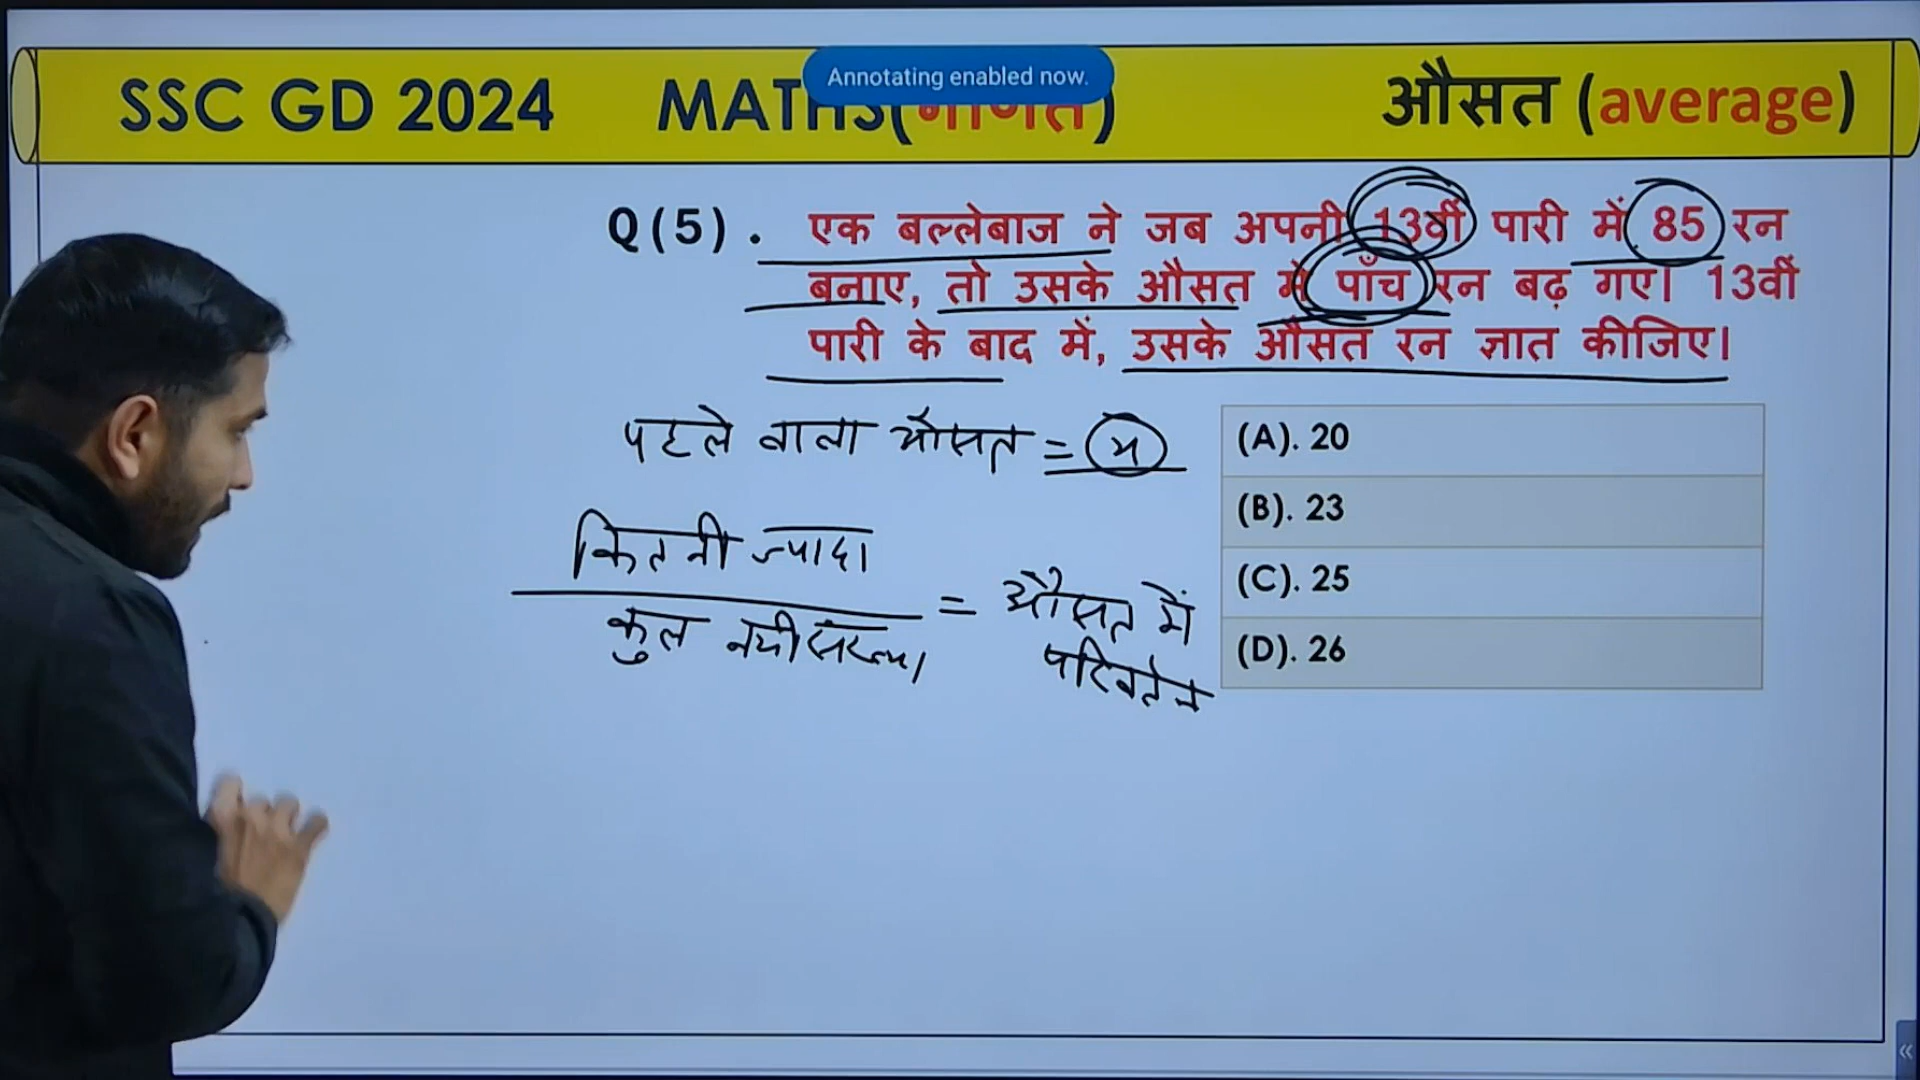 Annotating enabled now.
SSC GD 2024 MATHS(गणित) औसत (average)
Q(5). एक बल्लेबाज ने जब अपनी 13वीं पारी में 85 रन
बनाए, तो उसके औसत में पाँच रन बढ़ गए। 13वीं
पारी के बाद में, उसके औसत रन ज्ञात कीजिए।
पहले वाला औसत =
(A). 20
(B). 23
(C). 25
(D). 26
कितनी ज्यादा
कुल नयी संख्या
= औसत में
परिवर्तन
«